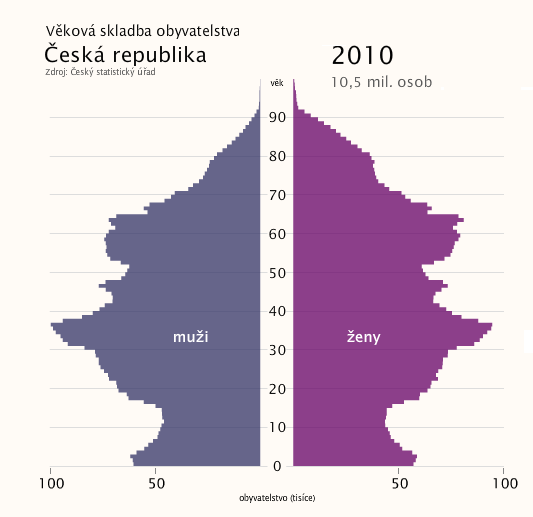 Věková skladba obyvatelstva
Česká republika
Zdroj: Český statistický úřad
2010
10,5 mil. osob
věk
90
80
70
60
50
40
30
20
10
0
muži
ženy
100 50 50 100
obyvatelstvo (tisíce)